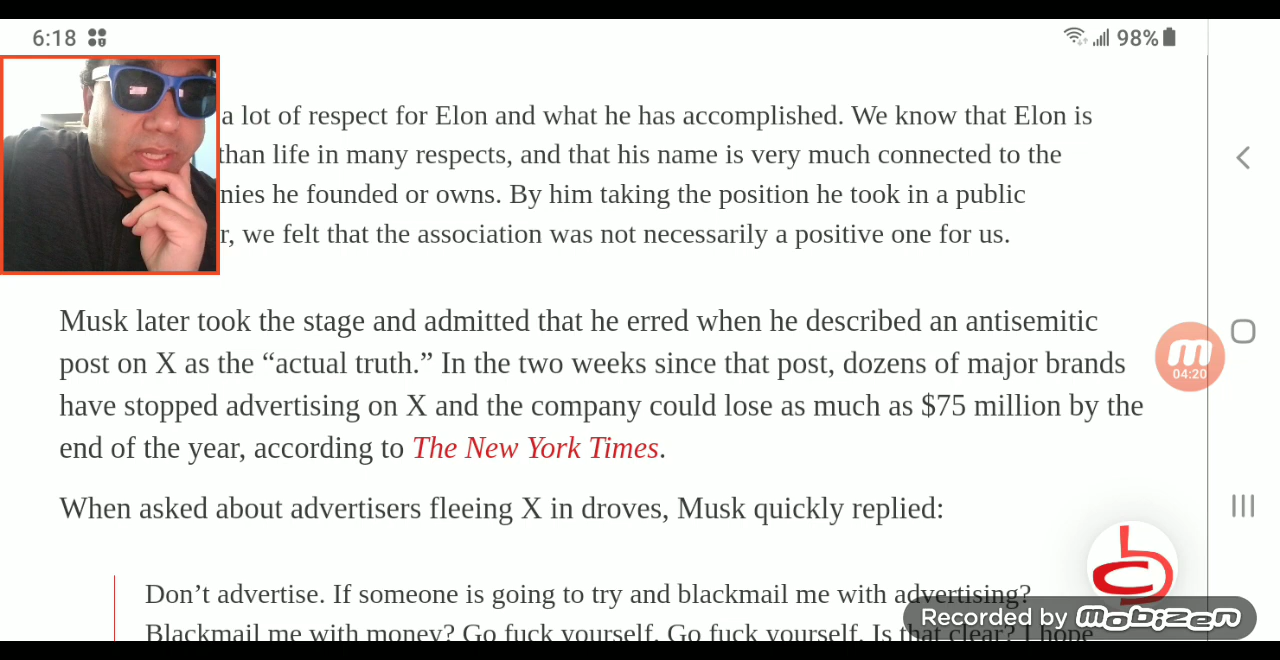 6:18
98%
a lot of respect for Elon and what he has accomplished. We know that Elon is
than life in many respects, and that his name is very much connected to the
nies he founded or owns. By him taking the position he took in a public
r, we felt that the association was not necessarily a positive one for us.
Musk later took the stage and admitted that he erred when he described an antisemitic
post on X as the “actual truth.” In the two weeks since that post, dozens of major brands
have stopped advertising on X and the company could lose as much as $75 million by the
end of the year, according to The New York Times.
When asked about advertisers fleeing X in droves, Musk quickly replied:
Don’t advertise. If someone is going to try and blackmail me with advertising?
Blackmail me with money? Go fuck yourself. Go fuck yourself. Is that clear? I hope
04:20
Recorded by mobizen